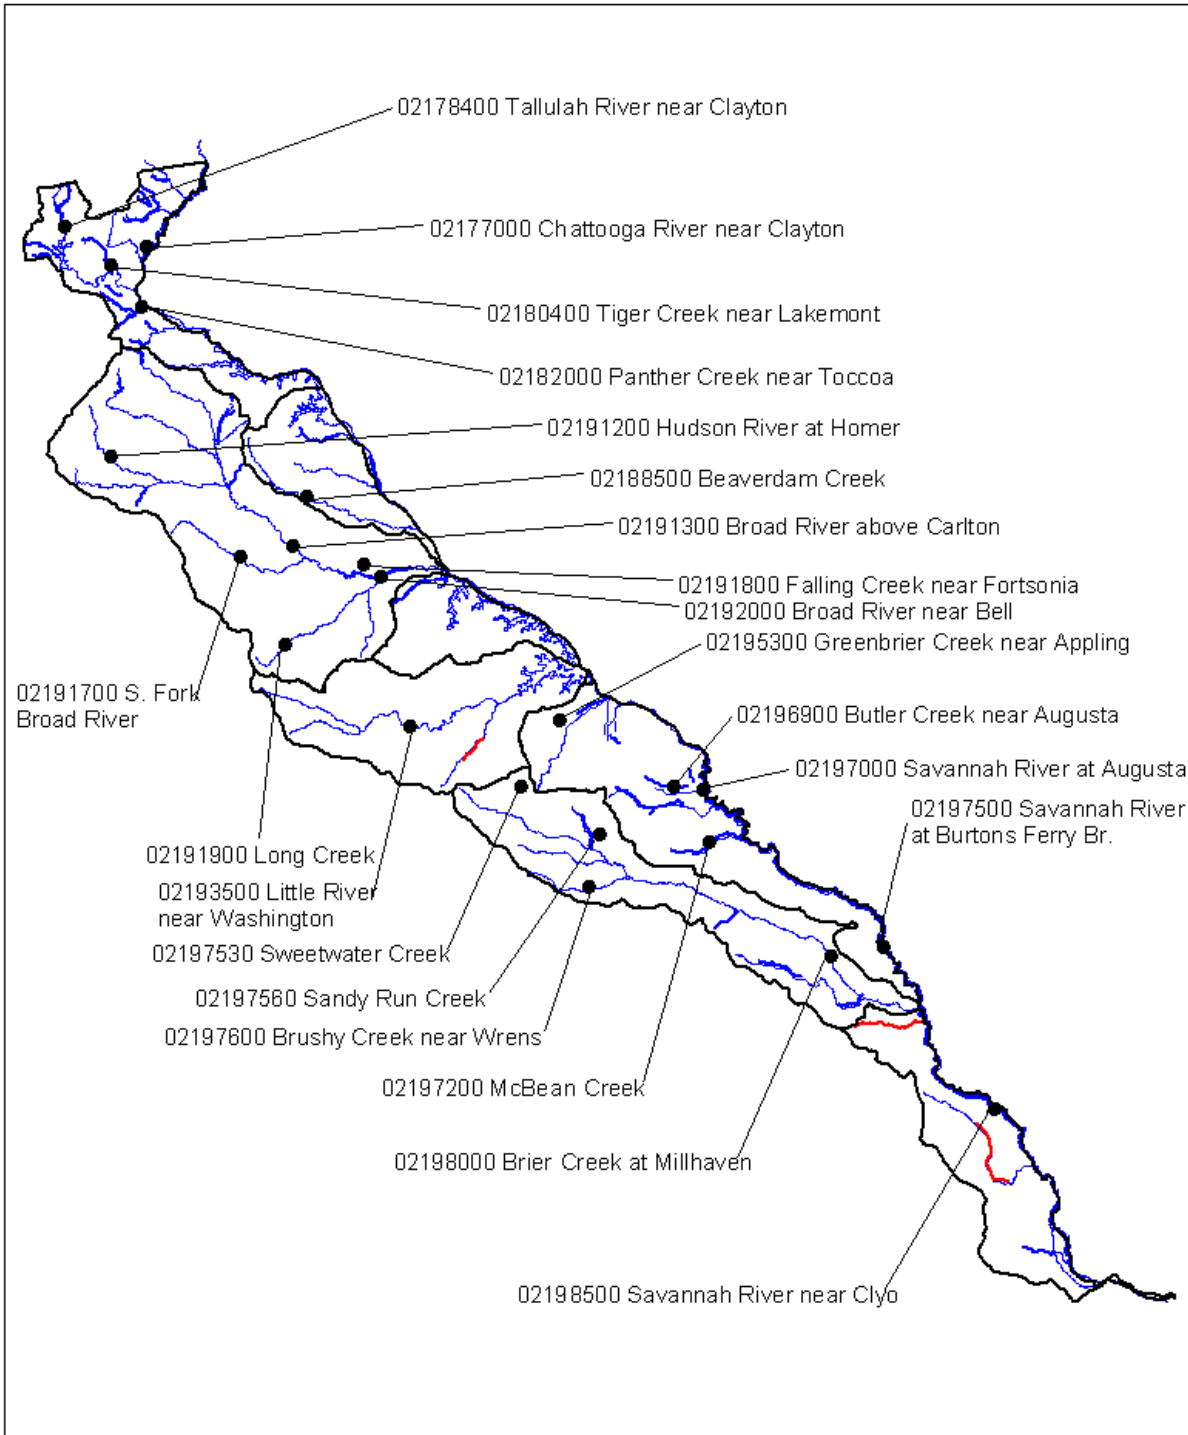 02178400 Tallulah River near Clayton
02177000 Chattooga River near Clayton
02180400 Tiger Creek near Lakemont
02182000 Panther Creek near Toccoa
02191200 Hudson River at Homer
02188500 Beaverdam Creek
02191300 Broad River above Carlton
02191800 Falling Creek near Fortsonia
02192000 Broad River near Bell
02195300 Greenbrier Creek near Appling
02191700 S. Fork
Broad River
02196900 Butler Creek near Augusta
02197000 Savannah River at Augusta
02197500 Savannah River
at Burtons Ferry Br.
02191900 Long Creek
02193500 Little River
near Washington
02197530 Sweetwater Creek
02197560 Sandy Run Creek
02197600 Brushy Creek near Wrens
02197200 McBean Creek
02198000 Brier Creek at Millhaven
02198500 Savannah River near Clyo